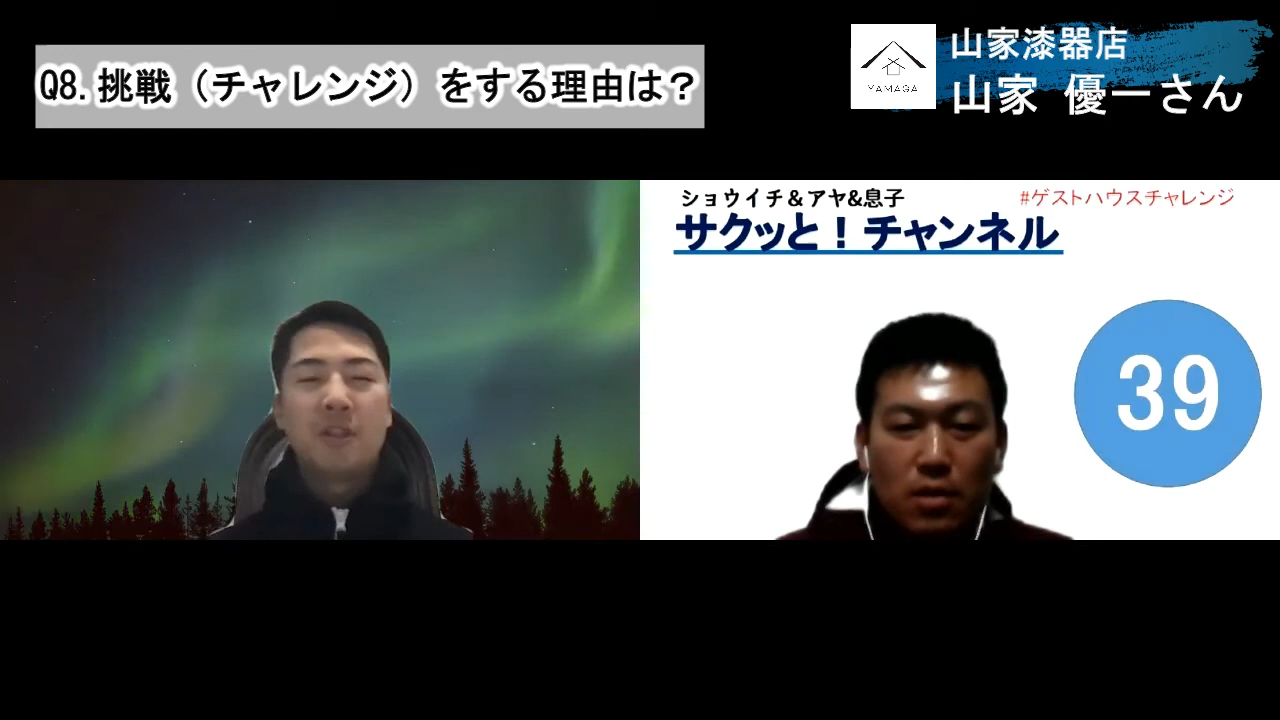 Q8.挑戦（チャレンジ）をする理由は？
YAMAGA
山家漆器店
山家 優一さん
ショウイチ＆アヤ&息子
#ゲストハウスチャレンジ
サクッと！チャンネル
39